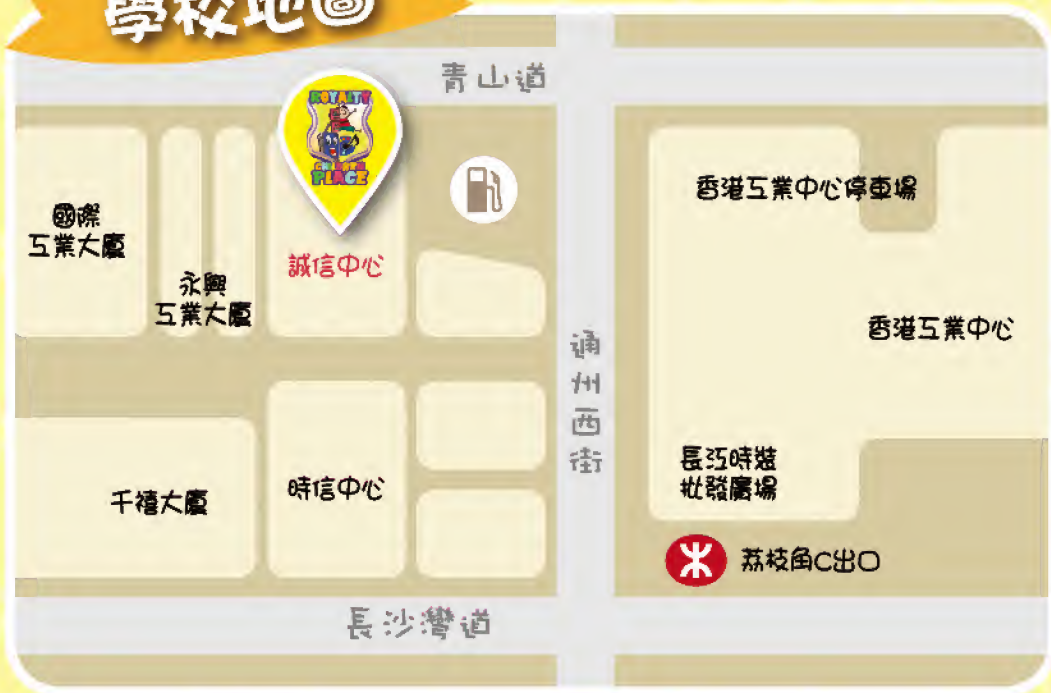 學校地圖
青山道
ROYALTY
PLACE
國際
工業大廈
永興
工業大廈
誠信中心
香港工業中心停車場
香港工業中心
通
州
西
街
千禧大廈
時信中心
長江時裝
批發廣場
荔枝角C出口
長沙灣道